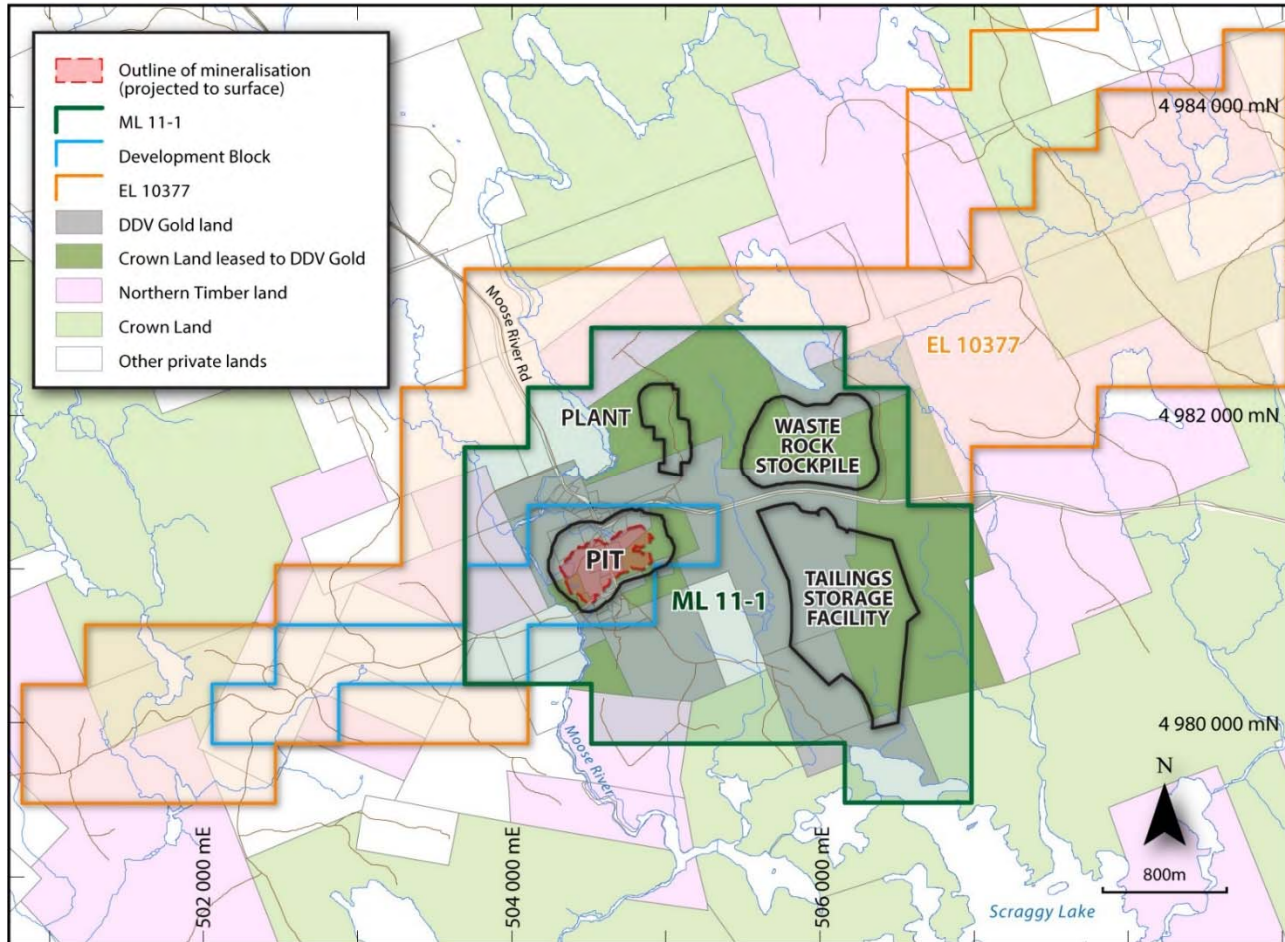 Outline of mineralisation
(projected to surface)
ML 11-1
Development Block
EL 10377
DDV Gold land
Crown Land leased to DDV Gold
Northern Timber land
Crown Land
Other private lands
4 984 000 mN
Moose River Rd
EL 10377
PLANT
WASTE
ROCK
STOCKPILE
4 982 000 mN
PIT
ML 11-1
TAILINGS
STORAGE
FACILITY
4 980 000 mN
Moose River
N
800m
502 000 mE
504 000 mE
506 000 mE
Scraggy Lake